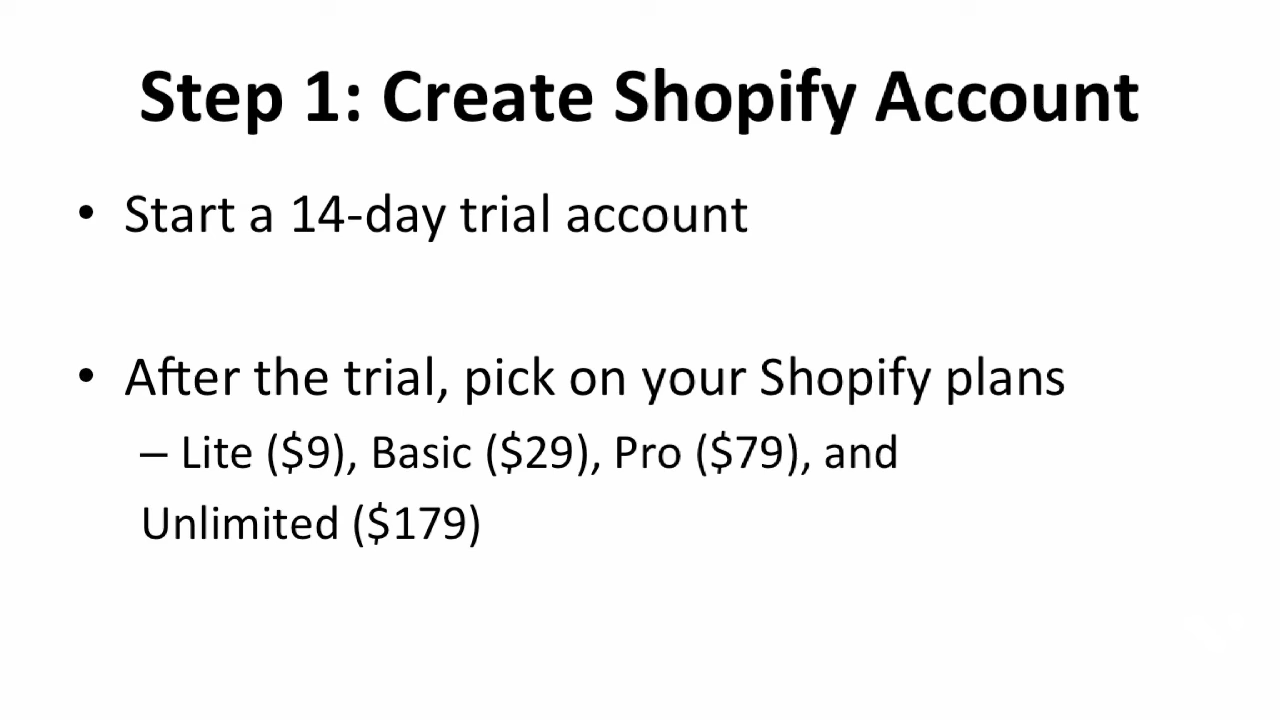 Step 1: Create Shopify Account
• Start a 14-day trial account
• After the trial, pick on your Shopify plans
– Lite ($9), Basic ($29), Pro ($79), and
Unlimited ($179)